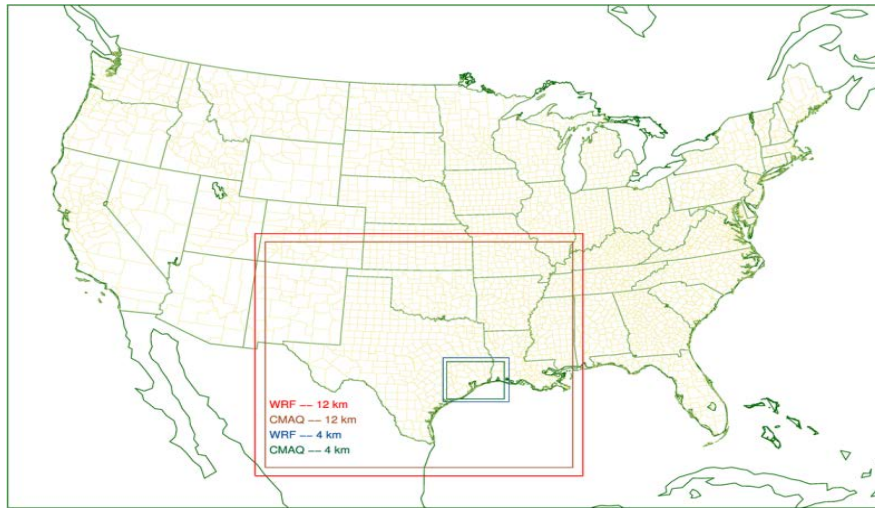 WRF –– 12 km
CMAQ –– 12 km
WRF –– 4 km
CMAQ –– 4 km